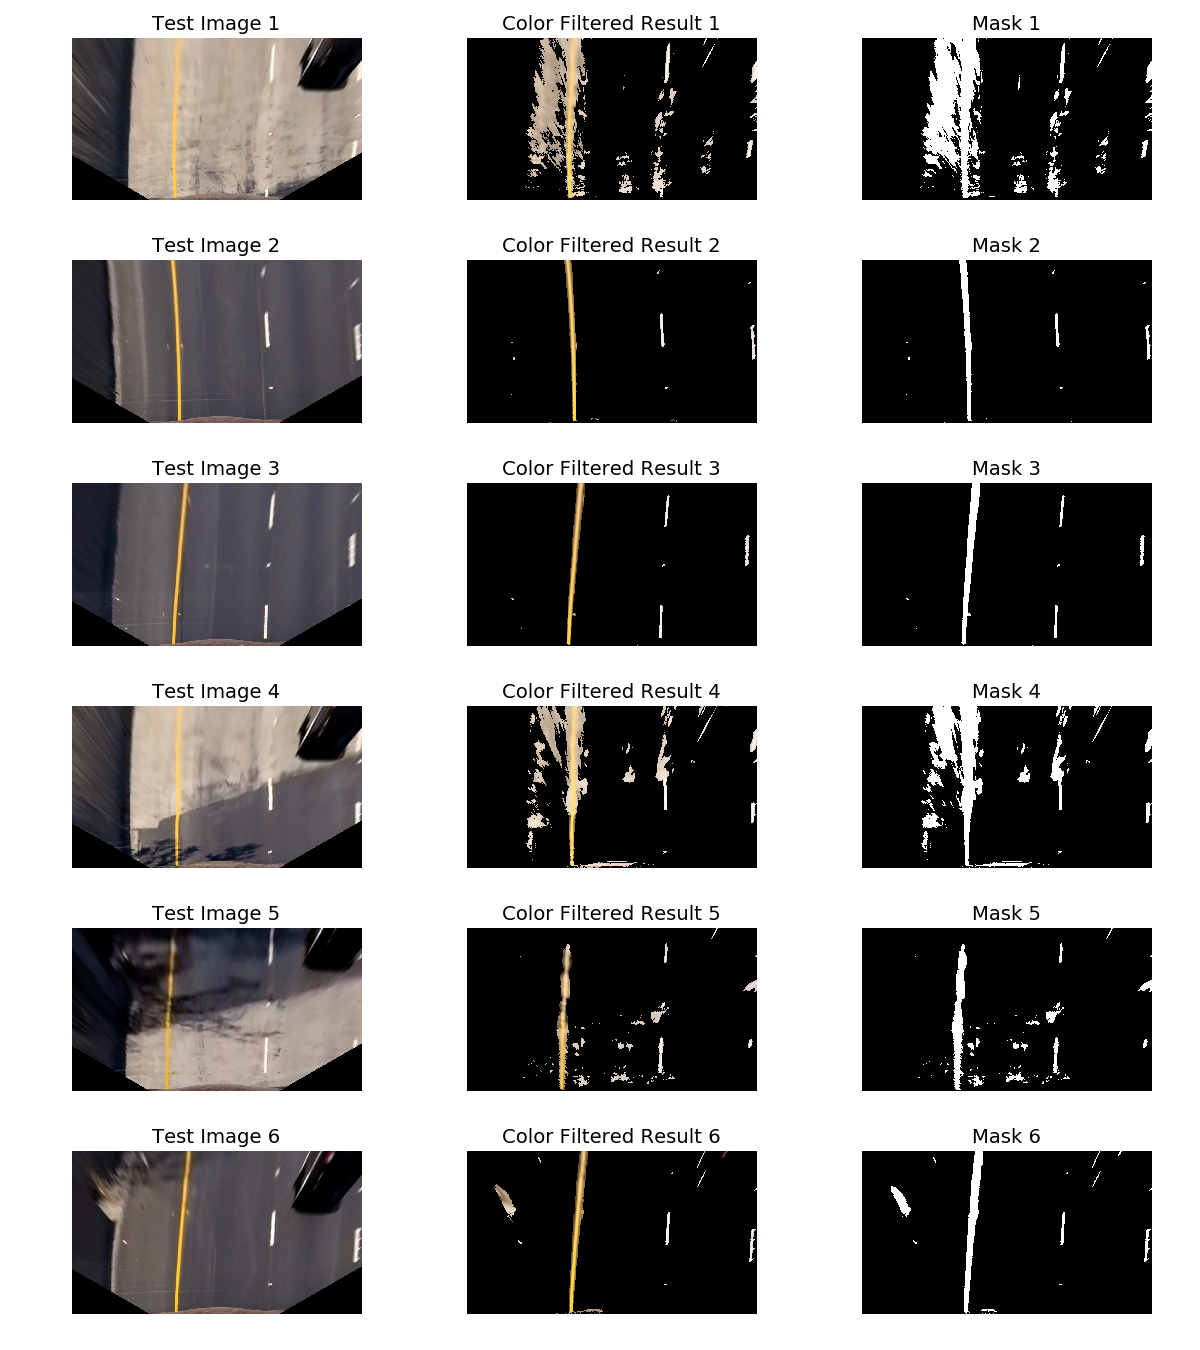 Test Image 1
Color Filtered Result 1
Mask 1
Test Image 2
Color Filtered Result 2
Mask 2
Test Image 3
Color Filtered Result 3
Mask 3
Test Image 4
Color Filtered Result 4
Mask 4
Test Image 5
Color Filtered Result 5
Mask 5
Test Image 6
Color Filtered Result 6
Mask 6